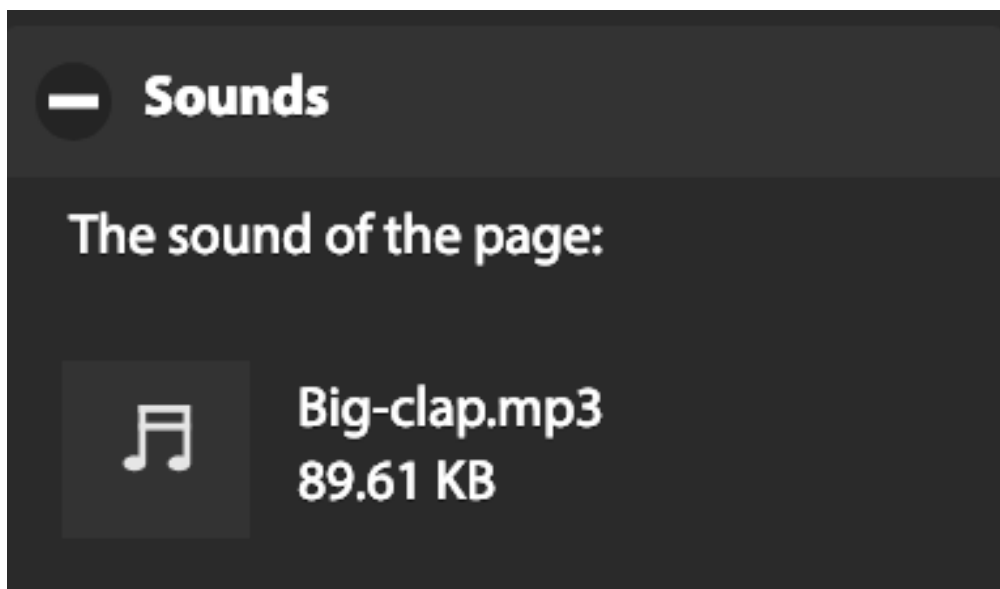 Sounds
The sound of the page:
Big-clap.mp3
89.61 KB